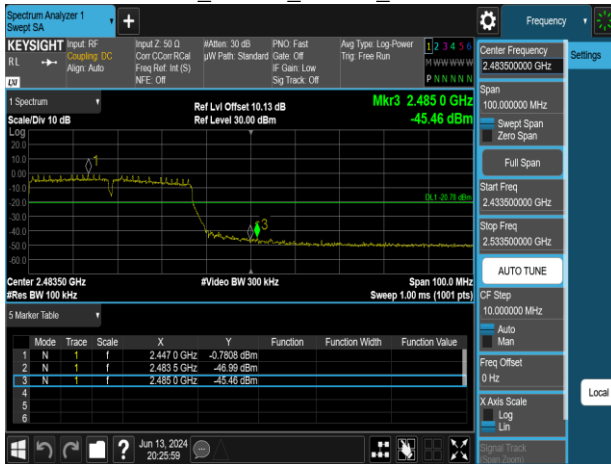 Spectrum Analyzer 1
Swept SA
+
Frequency
KEYSIGHT Input: RF Input Z: 50 Ω #Atten: 30 dB PNO: Fast Avg Type: Log-Power 1 2 3 4 5 6
RL Coupling: DC Corr CCorr RCal µW Path: Standard Gate: Off Trig: Free Run M W W W W W
Align: Auto Freq Ref: Int (S) IF Gain: Low
LXI NFE: Off Sig Track: Off P N N N N N
1 Spectrum Ref Lvl Offset 10.13 dB Mkr3 2.485 0 GHz
Scale/Div 10 dB Ref Level 30.00 dBm -45.46 dBm
Log
20.0
10.0
1
0.00
-10.0
DL1 -20.78 dBm
-20.0
-30.0
3
-40.0
-50.0
-60.0
Center 2.48350 GHz #Video BW 300 kHz Span 100.0 MHz
#Res BW 100 kHz Sweep 1.00 ms (1001 pts)
5 Marker Table
Mode Trace Scale X Y Function Function Width Function Value
1 N 1 f 2.447 0 GHz -0.7808 dBm
2 N 1 f 2.483 5 GHz -46.99 dBm
3 N 1 f 2.485 0 GHz -45.46 dBm
4
5
6
? Jun 13, 2024
20:25:59
Center Frequency
2.483500000 GHz
Settings
Span
100.000000 MHz
Swept Span
Zero Span
Full Span
Start Freq
2.433500000 GHz
Stop Freq
2.533500000 GHz
AUTO TUNE
CF Step
10.000000 MHz
Auto
Man
Freq Offset
0 Hz
Local
X Axis Scale
Log
Lin
Signal Track
(Span Zoom)